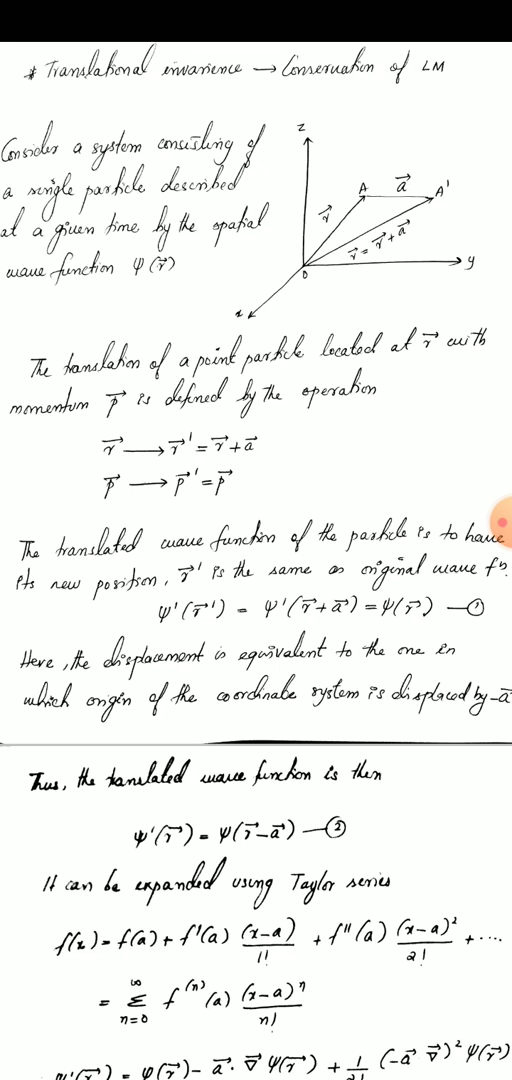 * Translational invarience → Conservation of LM
Consider a system consisting of
a single particle described
at a given time by the spatial
wave function ψ(r⃗)
z
A
a⃗
A'
r⃗
r⃗ = r⃗ + a⃗
O
y
x
The translation of a point particle located at r⃗ with
momentum p⃗ is defined by the operation
r⃗ ⟶ r⃗' = r⃗ + a⃗
p⃗ ⟶ p⃗' = p⃗
The translated wave function of the particle is to have
its new position, r⃗' is the same as original wave fⁿ.
ψ'(r⃗') = ψ'(r⃗+a⃗) = ψ(r⃗) —①
Here, the displacement is equivalent to the one in
which origin of the coordinate system is displaced by -a⃗
Thus, the translated wave function is then
ψ'(r⃗) = ψ(r⃗-a⃗) —②
It can be expanded using Taylor series
f(x) = f(a) + f'(a) (x-a)/1! + f''(a) (x-a)²/2! + ....
= Σ_{n=0}^{∞} f⁽ⁿ⁾(a) (x-a)ⁿ/n!
ψ'(r⃗) = ψ(r⃗) - a⃗·∇⃗ ψ(r⃗) + 1/2! (-a⃗ ∇⃗)² ψ(r⃗)